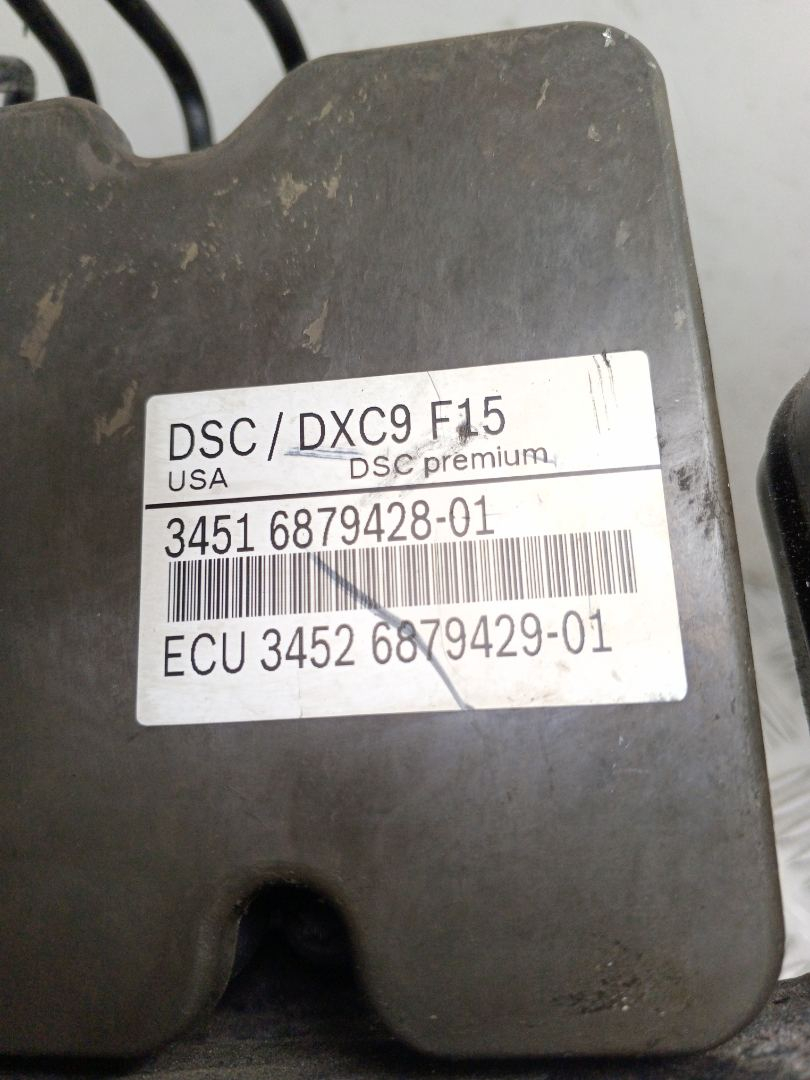 DSC / DXC9 F15
USA DSC premium
3451 6879428-01
ECU 3452 6879429-01